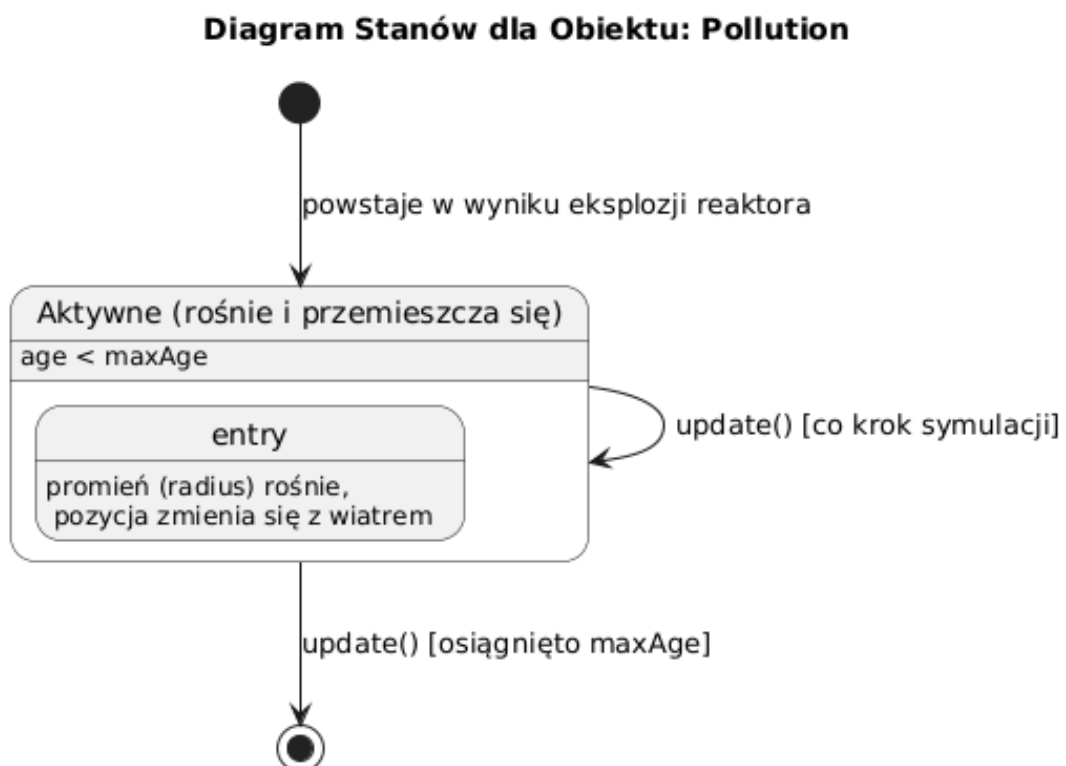 Diagram Stanów dla Obiektu: Pollution
powstaje w wyniku eksplozji reaktora
Aktywne (rośnie i przemieszcza się)
age < maxAge
entry
promień (radius) rośnie,
pozycja zmienia się z wiatrem
update() [co krok symulacji]
update() [osiągnięto maxAge]